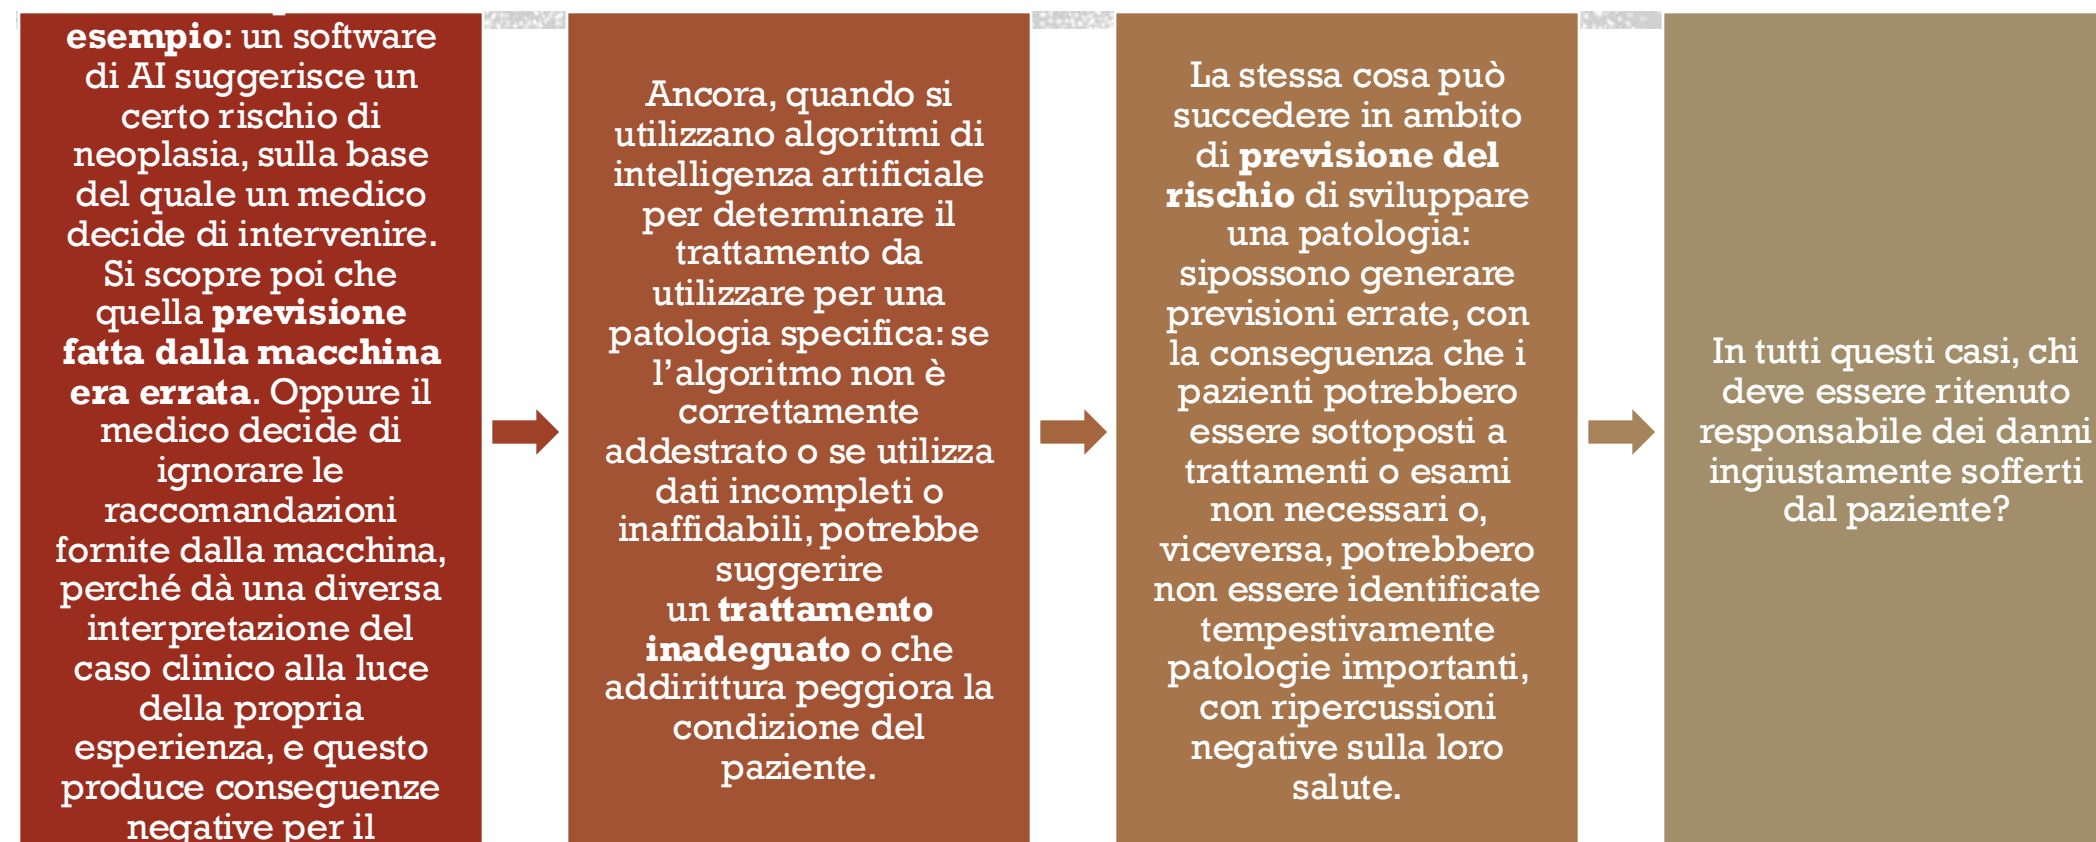 esempio: un software
di AI suggerisce un
certo rischio di
neoplasia, sulla base
del quale un medico
decide di intervenire.
Si scopre poi che
quella previsione
fatta dalla macchina
era errata. Oppure il
medico decide di
ignorare le
raccomandazioni
fornite dalla macchina,
perché dà una diversa
interpretazione del
caso clinico alla luce
della propria
esperienza, e questo
produce conseguenze
negative per il
Ancora, quando si
utilizzano algoritmi di
intelligenza artificiale
per determinare il
trattamento da
utilizzare per una
patologia specifica: se
l’algoritmo non è
correttamente
addestrato o se utilizza
dati incompleti o
inaffidabili, potrebbe
suggerire
un trattamento
inadeguato o che
addirittura peggiora la
condizione del
paziente.
La stessa cosa può
succedere in ambito
di previsione del
rischio di sviluppare
una patologia:
sipossono generare
previsioni errate, con
la conseguenza che i
pazienti potrebbero
essere sottoposti a
trattamenti o esami
non necessari o,
viceversa, potrebbero
non essere identificate
tempestivamente
patologie importanti,
con ripercussioni
negative sulla loro
salute.
In tutti questi casi, chi
deve essere ritenuto
responsabile dei danni
ingiustamente sofferti
dal paziente?